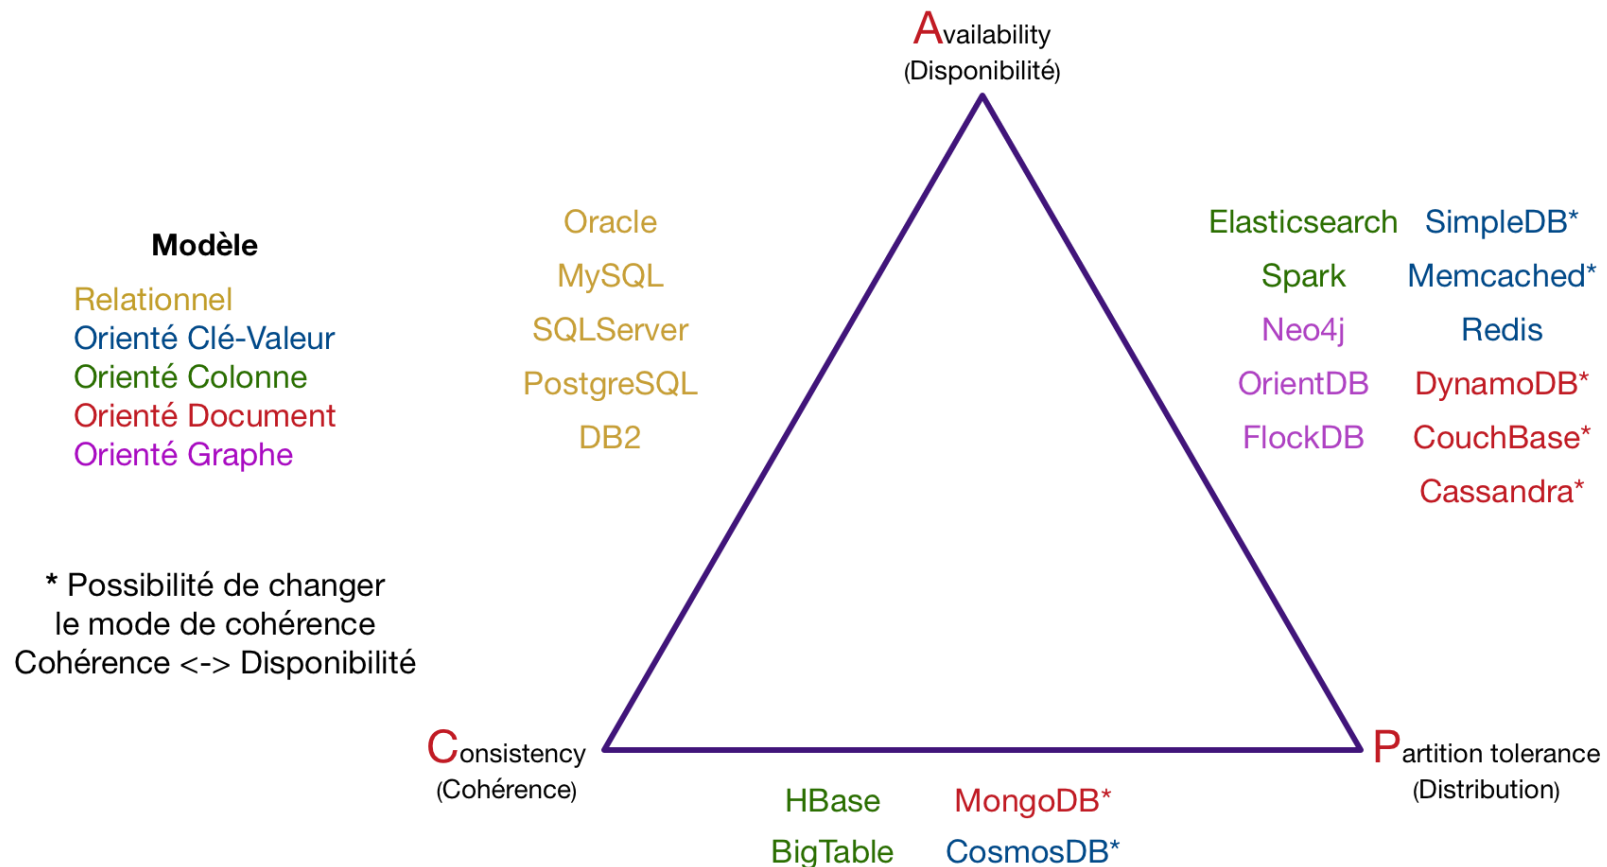 Availability
(Disponibilité)
Modèle
Relationnel
Orienté Clé-Valeur
Orienté Colonne
Orienté Document
Orienté Graphe
* Possibilité de changer
le mode de cohérence
Cohérence <-> Disponibilité
Oracle
MySQL
SQLServer
PostgreSQL
DB2
Elasticsearch
Spark
Neo4j
OrientDB
FlockDB
SimpleDB*
Memcached*
Redis
DynamoDB*
CouchBase*
Cassandra*
Consistency
(Cohérence)
HBase
BigTable
MongoDB*
CosmosDB*
Partition tolerance
(Distribution)